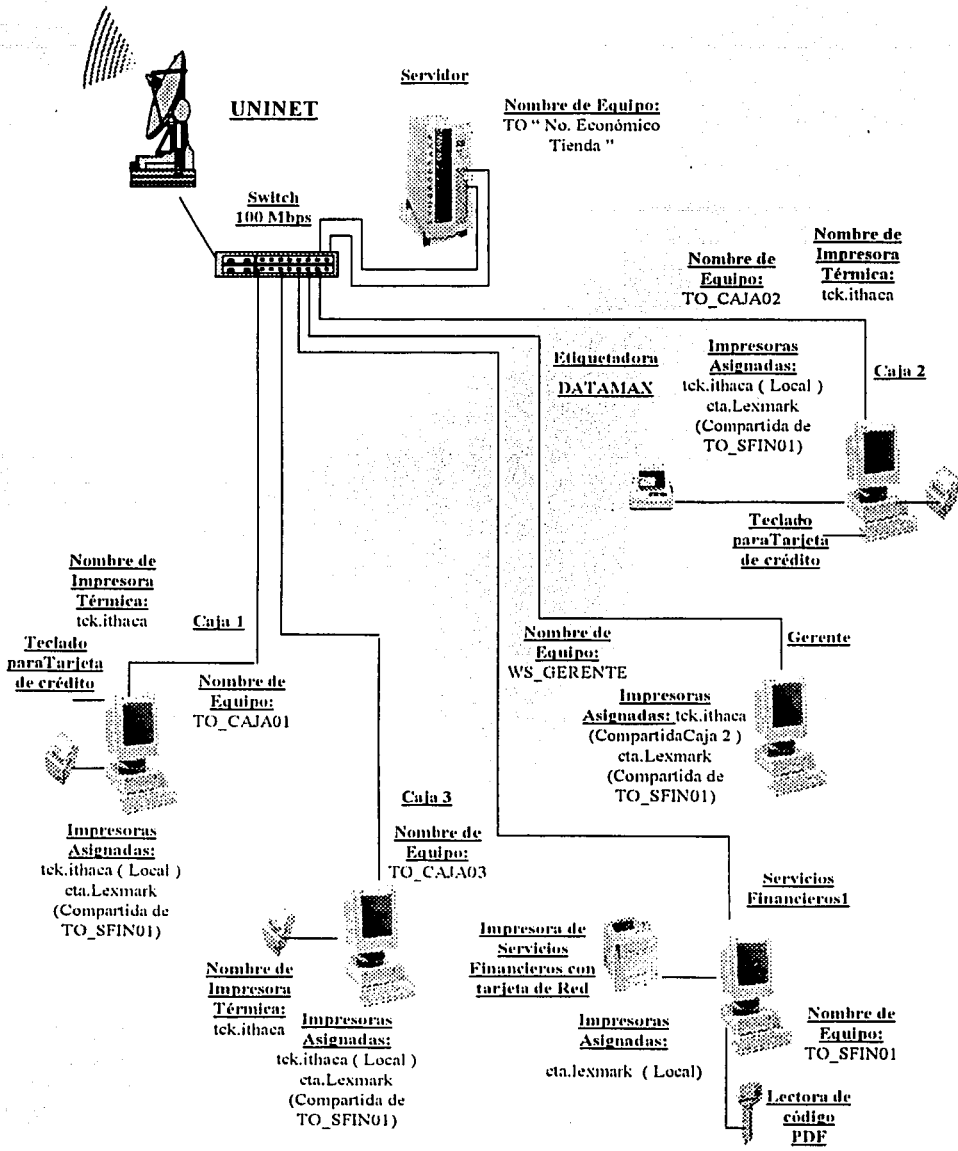 UNINET
Servidor
Nombre de Equipo:
TO " No. Económico
Tienda "
Switch
100 Mbps
Nombre de
Equipo:
TO_CAJA02
Nombre de
Impresora
Térmica:
tck.ithaca
Etiquetadora
DATAMAX
Impresoras
Asignadas:
tck.ithaca ( Local )
cta.Lexmark
(Compartida de
TO_SFIN01)
Caja 2
Teclado
paraTarjeta
de crédito
Nombre de
Impresora
Térmica:
tck.ithaca
Caja 1
Teclado
paraTarjeta
de crédito
Nombre de
Equipo:
TO_CAJA01
Impresoras
Asignadas:
tck.ithaca ( Local )
cta.Lexmark
(Compartida de
TO_SFIN01)
Nombre de
Equipo:
WS_GERENTE
Gerente
Impresoras
Asignadas: tck.ithaca
(CompartidaCaja 2 )
cta.Lexmark
(Compartida de
TO_SFIN01)
Caja 3
Nombre de
Equipo:
TO_CAJA03
Nombre de
Impresora
Térmica:
tck.ithaca
Impresoras
Asignadas:
tck.ithaca ( Local )
cta.Lexmark
(Compartida de
TO_SFIN01)
Servicios
Financieros1
Impresora de
Servicios
Financieros con
tarjeta de Red
Impresoras
Asignadas:
cta.lexmark ( Local)
Nombre de
Equipo:
TO_SFIN01
Lectora de
código
PDF